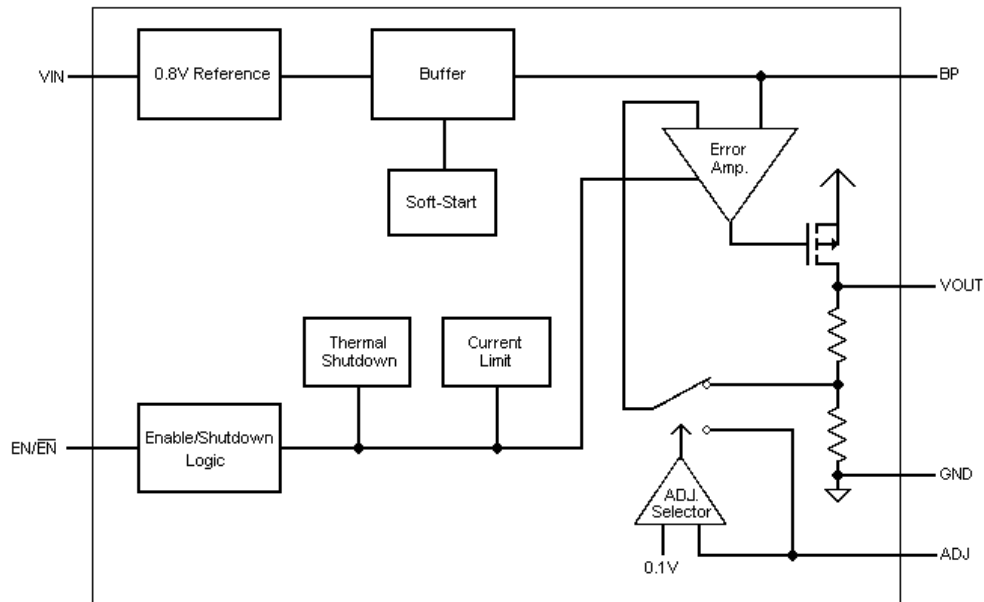 VIN
0.8V Reference
Buffer
BP
Error
Amp.
Soft-Start
VOUT
Thermal
Shutdown
Current
Limit
EN/E̅N̅
Enable/Shutdown
Logic
GND
ADJ.
Selector
0.1V
ADJ